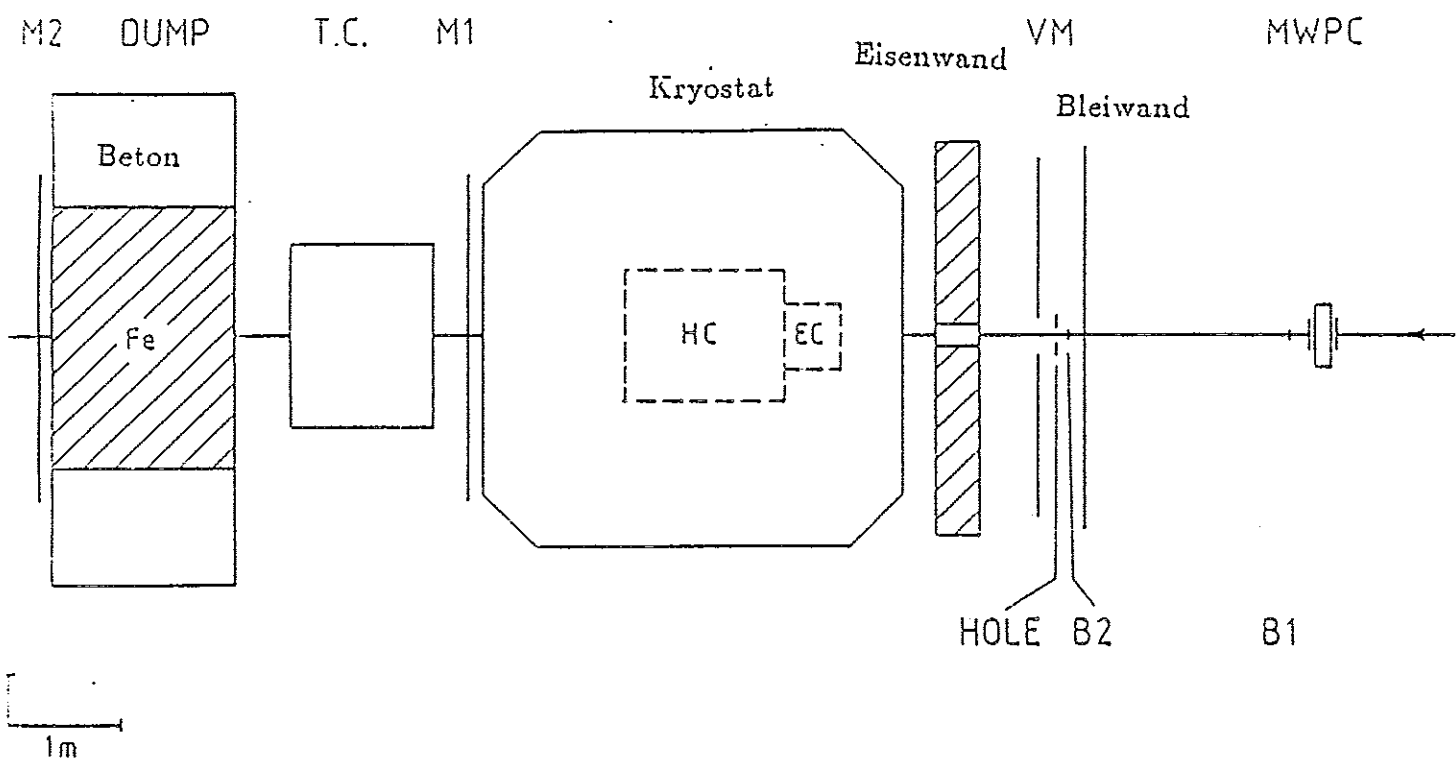 M2 DUMP T.C. M1 VM MWPC
Eisenwand
Kryostat
Bleiwand
Beton
Fe
HC EC
HOLE B2 B1
1m